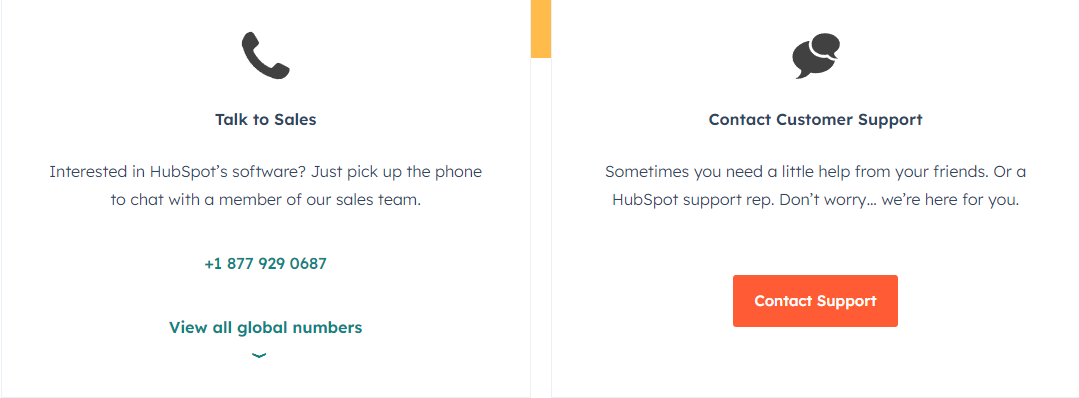 Talk to Sales
Interested in HubSpot’s software? Just pick up the phone
to chat with a member of our sales team.
+1 877 929 0687
View all global numbers
Contact Customer Support
Sometimes you need a little help from your friends. Or a
HubSpot support rep. Don’t worry… we’re here for you.
Contact Support